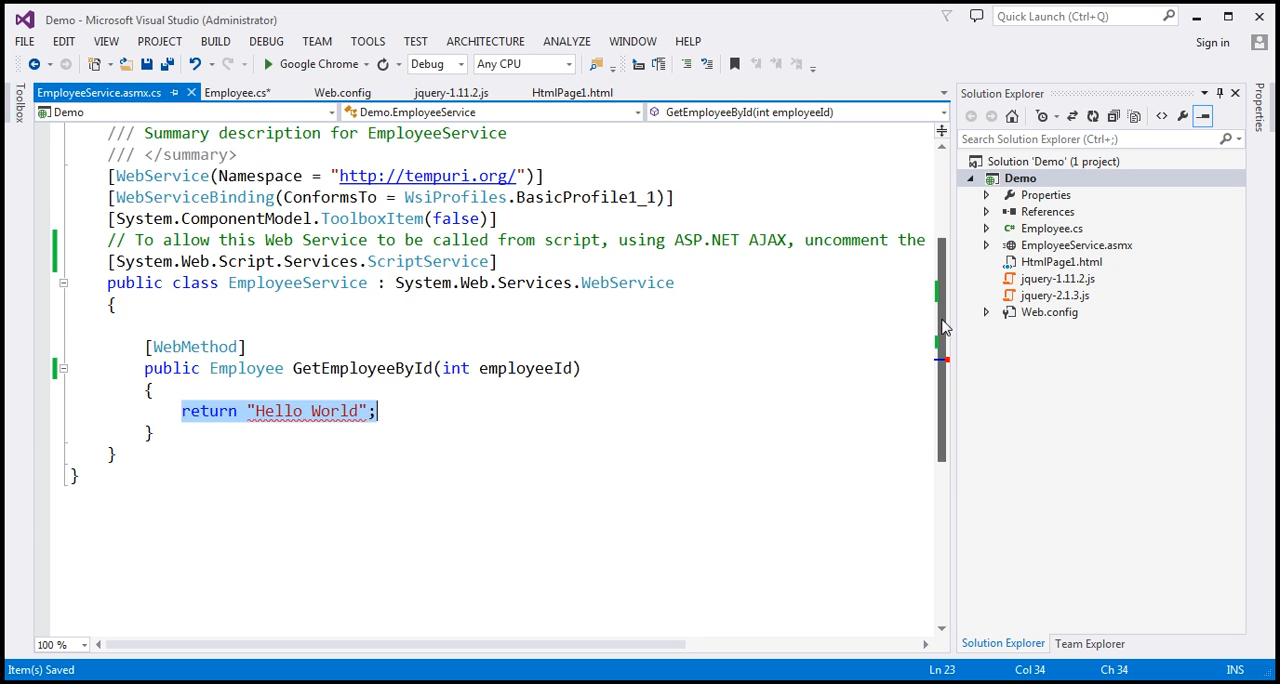 Demo - Microsoft Visual Studio (Administrator)
Quick Launch (Ctrl+Q)
FILE EDIT VIEW PROJECT BUILD DEBUG TEAM TOOLS TEST ARCHITECTURE ANALYZE WINDOW HELP
Sign in
Google Chrome Debug Any CPU
Toolbox
EmployeeService.asmx.cs Employee.cs* Web.config jquery-1.11.2.js HtmlPage1.html
Demo Demo.EmployeeService GetEmployeeById(int employeeId)
/// Summary description for EmployeeService
/// </summary>
[WebService(Namespace = "http://tempuri.org/")]
[WebServiceBinding(ConformsTo = WsiProfiles.BasicProfile1_1)]
[System.ComponentModel.ToolboxItem(false)]
// To allow this Web Service to be called from script, using ASP.NET AJAX, uncomment the
[System.Web.Script.Services.ScriptService]
public class EmployeeService : System.Web.Services.WebService
{
[WebMethod]
public Employee GetEmployeeById(int employeeId)
{
return "Hello World";
}
}
}
100 %
Solution Explorer
Search Solution Explorer (Ctrl+;)
Solution 'Demo' (1 project)
Demo
Properties
References
C# Employee.cs
EmployeeService.asmx
HtmlPage1.html
jquery-1.11.2.js
jquery-2.1.3.js
Web.config
Solution Explorer Team Explorer
Properties
Item(s) Saved Ln 23 Col 34 Ch 34 INS